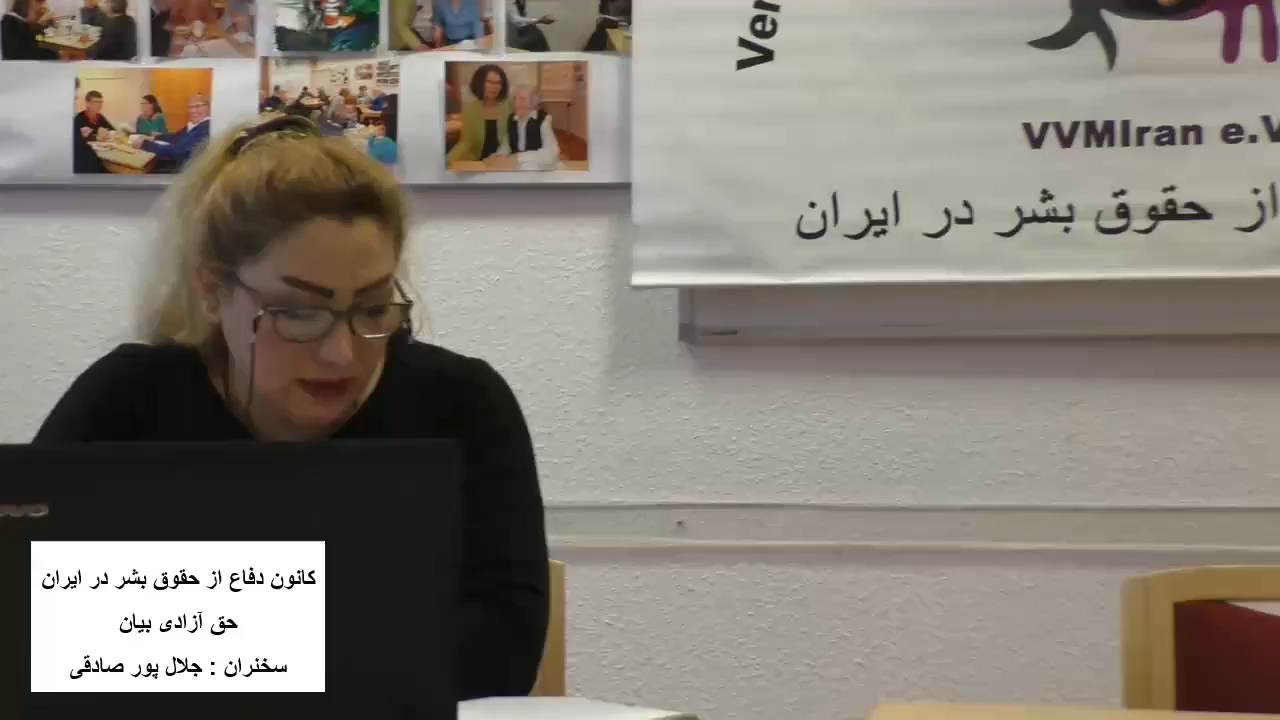 Ver
VVMIran e.V
از حقوق بشر در ایران
کانون دفاع از حقوق بشر در ایران
حق آزادی بیان
سخنران : جلال پور صادقی